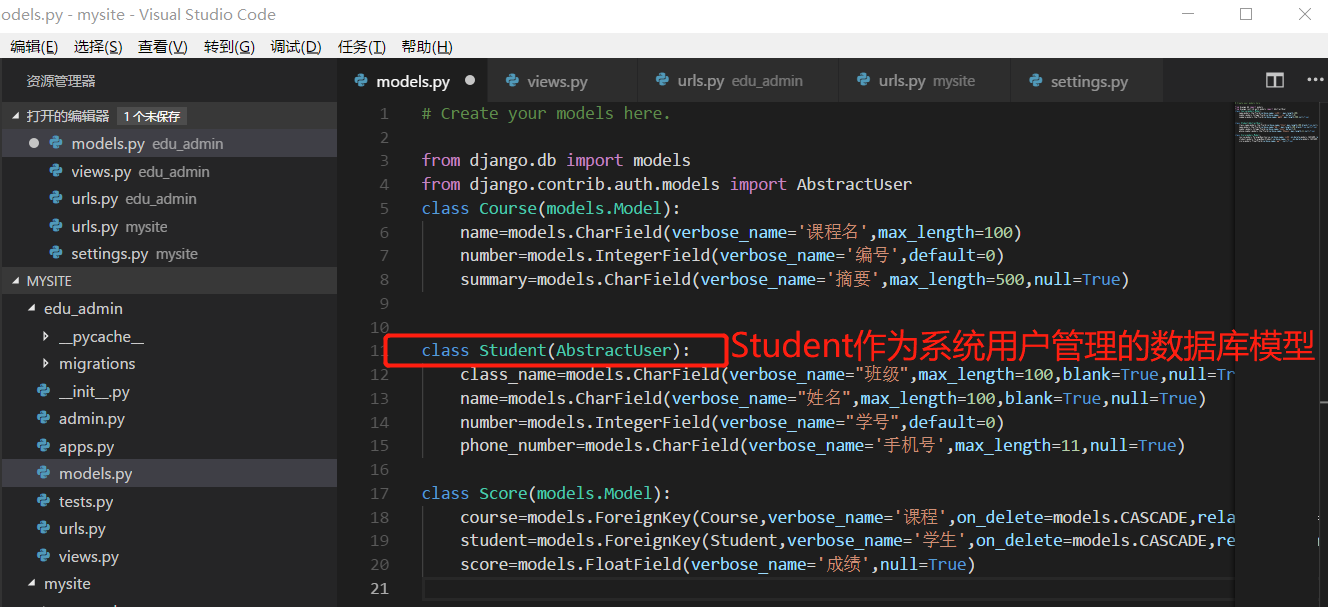 odels.py - mysite - Visual Studio Code
编辑(E) 选择(S) 查看(V) 转到(G) 调试(D) 任务(T) 帮助(H)
资源管理器
打开的编辑器 1 个未保存
models.py edu_admin
views.py edu_admin
urls.py edu_admin
urls.py mysite
settings.py mysite
MYSITE
edu_admin
__pycache__
migrations
__init__.py
admin.py
apps.py
models.py
tests.py
urls.py
views.py
mysite
models.py views.py urls.py edu_admin urls.py mysite settings.py
1 # Create your models here.
2
3 from django.db import models
4 from django.contrib.auth.models import AbstractUser
5 class Course(models.Model):
6 name=models.CharField(verbose_name='课程名',max_length=100)
7 number=models.IntegerField(verbose_name='编号',default=0)
8 summary=models.CharField(verbose_name='摘要',max_length=500,null=True)
9
10
11 class Student(AbstractUser):
Student作为系统用户管理的数据库模型
12 class_name=models.CharField(verbose_name="班级",max_length=100,blank=True,null=Tr
13 name=models.CharField(verbose_name="姓名",max_length=100,blank=True,null=True)
14 number=models.IntegerField(verbose_name="学号",default=0)
15 phone_number=models.CharField(verbose_name='手机号',max_length=11,null=True)
16
17 class Score(models.Model):
18 course=models.ForeignKey(Course,verbose_name='课程',on_delete=models.CASCADE,rela
19 student=models.ForeignKey(Student,verbose_name='学生',on_delete=models.CASCADE,re
20 score=models.FloatField(verbose_name='成绩',null=True)
21